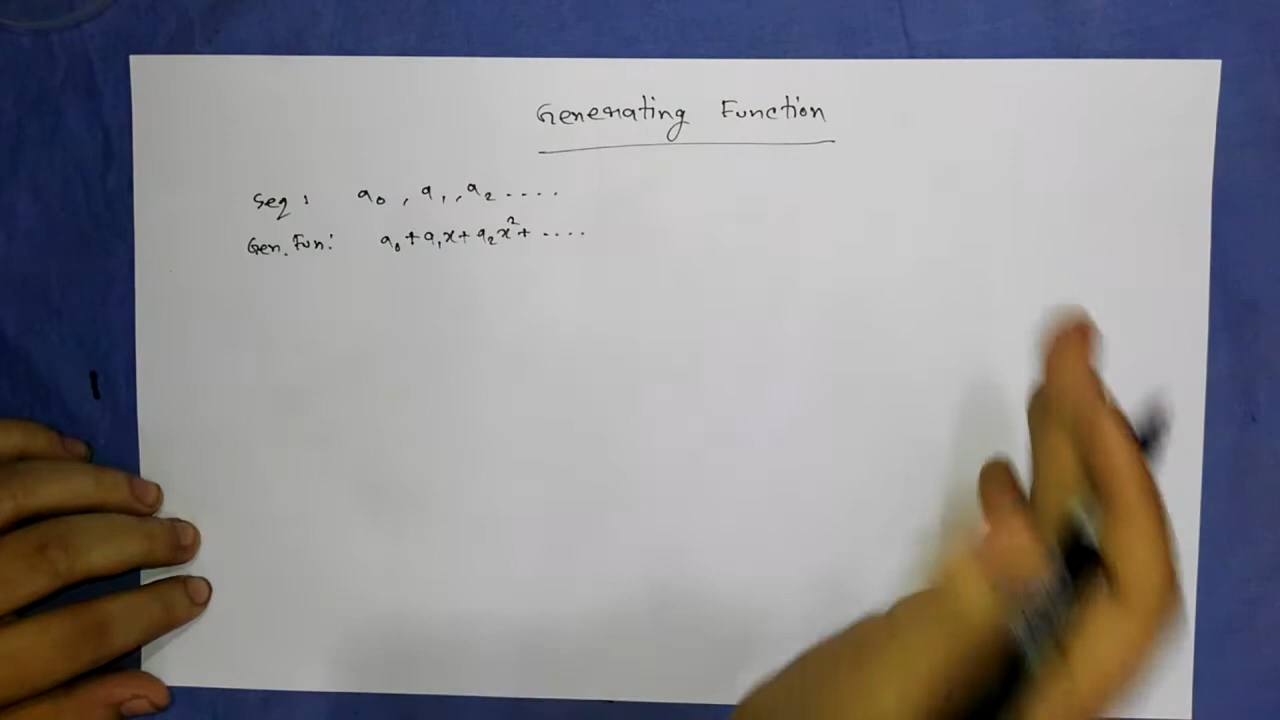 Generating Function
Seq: a₀, a₁, a₂ ....
Gen. Fun: a₀ + a₁x + a₂x² + ....